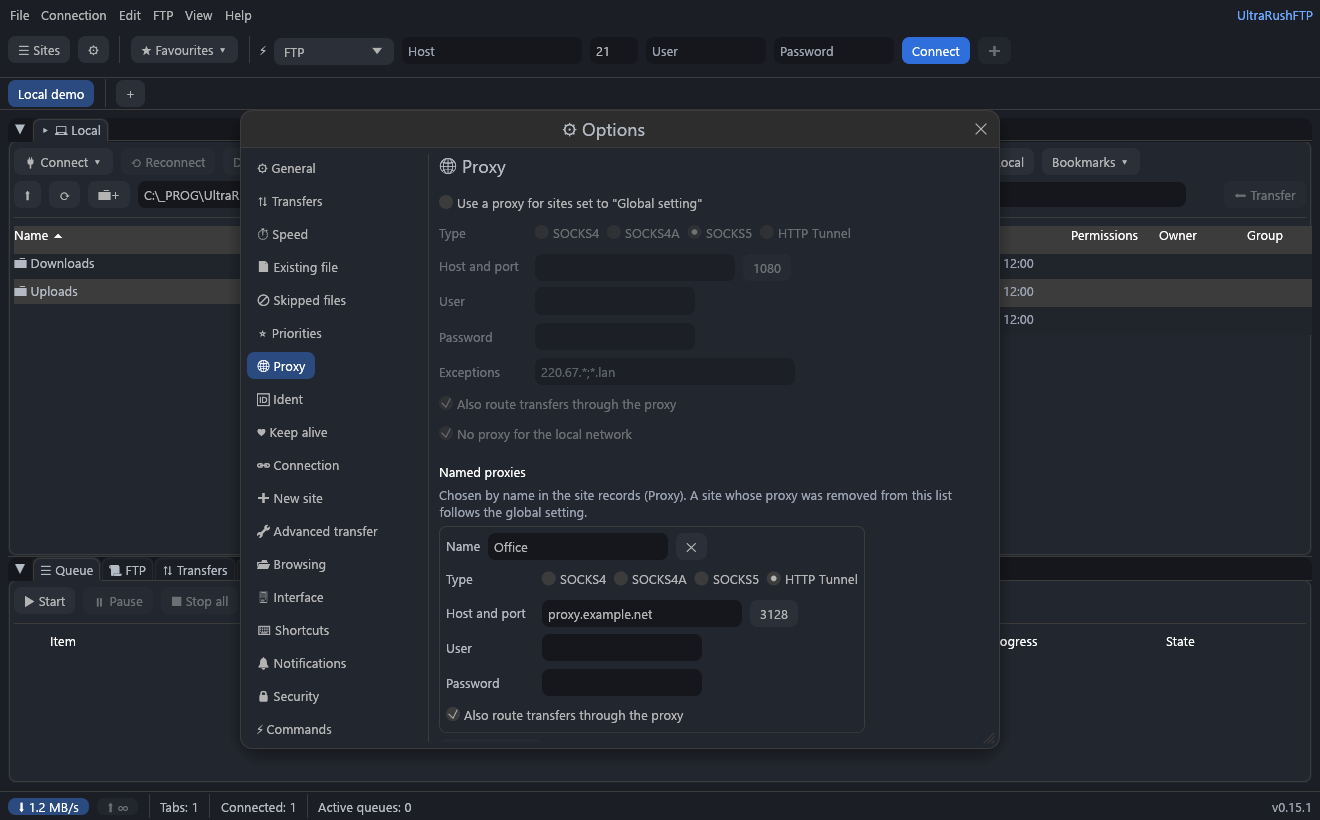 File Connection Edit FTP View Help UltraRushFTP
Sites Favourites FTP Host 21 User Password Connect +
Local demo +
Local
Options
Connect Reconnect D ocal Bookmarks
C:\_PROG\UltraR Transfer
Name Permissions Owner Group
Downloads 12:00
Uploads 12:00
12:00
General
Transfers
Speed
Existing file
Skipped files
Priorities
Proxy
Ident
Keep alive
Connection
New site
Advanced transfer
Browsing
Interface
Shortcuts
Notifications
Security
Commands
Proxy
Use a proxy for sites set to "Global setting"
Type SOCKS4 SOCKS4A SOCKS5 HTTP Tunnel
Host and port 1080
User
Password
Exceptions 220.67.*;*.lan
Also route transfers through the proxy
No proxy for the local network
Named proxies
Chosen by name in the site records (Proxy). A site whose proxy was removed from this list
follows the global setting.
Name Office
Type SOCKS4 SOCKS4A SOCKS5 HTTP Tunnel
Host and port proxy.example.net 3128
User
Password
Also route transfers through the proxy
Queue FTP Transfers
Start Pause Stop all
Item ogress State
1.2 MB/s ∞ Tabs: 1 Connected: 1 Active queues: 0 v0.15.1